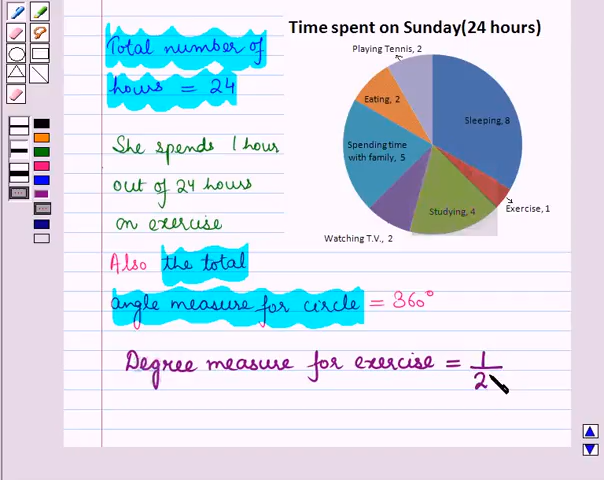 Time spent on Sunday(24 hours)
Total number of
hours = 24
She spends 1 hour
out of 24 hours
on exercise
Also the total
angle measure for circle = 360°
Playing Tennis, 2
Eating, 2
Sleeping, 8
Spending time
with family, 5
Exercise, 1
Studying, 4
Watching T.V., 2
Degree measure for exercise = 1
2